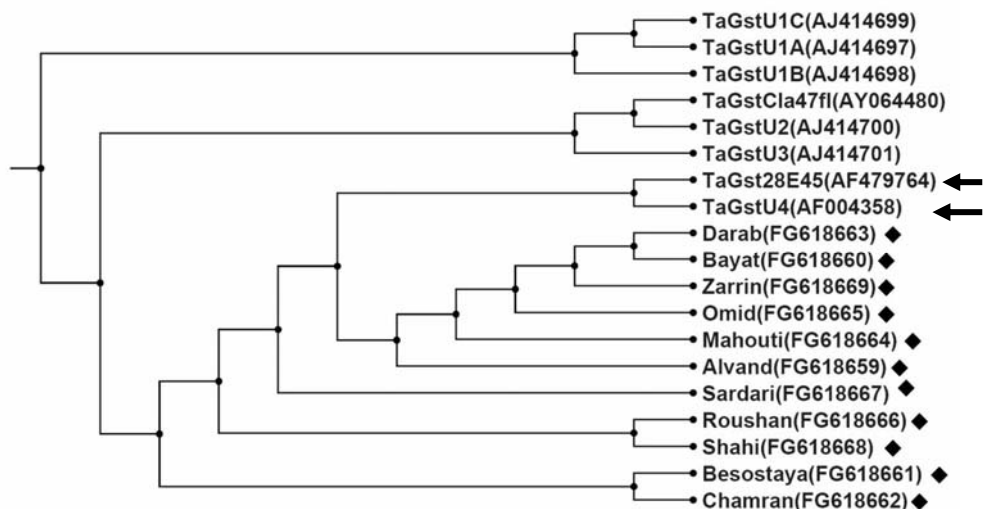 TaGstU1C(AJ414699)
TaGstU1A(AJ414697)
TaGstU1B(AJ414698)
TaGstCla47fl(AY064480)
TaGstU2(AJ414700)
TaGstU3(AJ414701)
TaGst28E45(AF479764)
TaGstU4(AF004358)
Darab(FG618663)
Bayat(FG618660)
Zarrin(FG618669)
Omid(FG618665)
Mahouti(FG618664)
Alvand(FG618659)
Sardari(FG618667)
Roushan(FG618666)
Shahi(FG618668)
Besostaya(FG618661)
Chamran(FG618662)